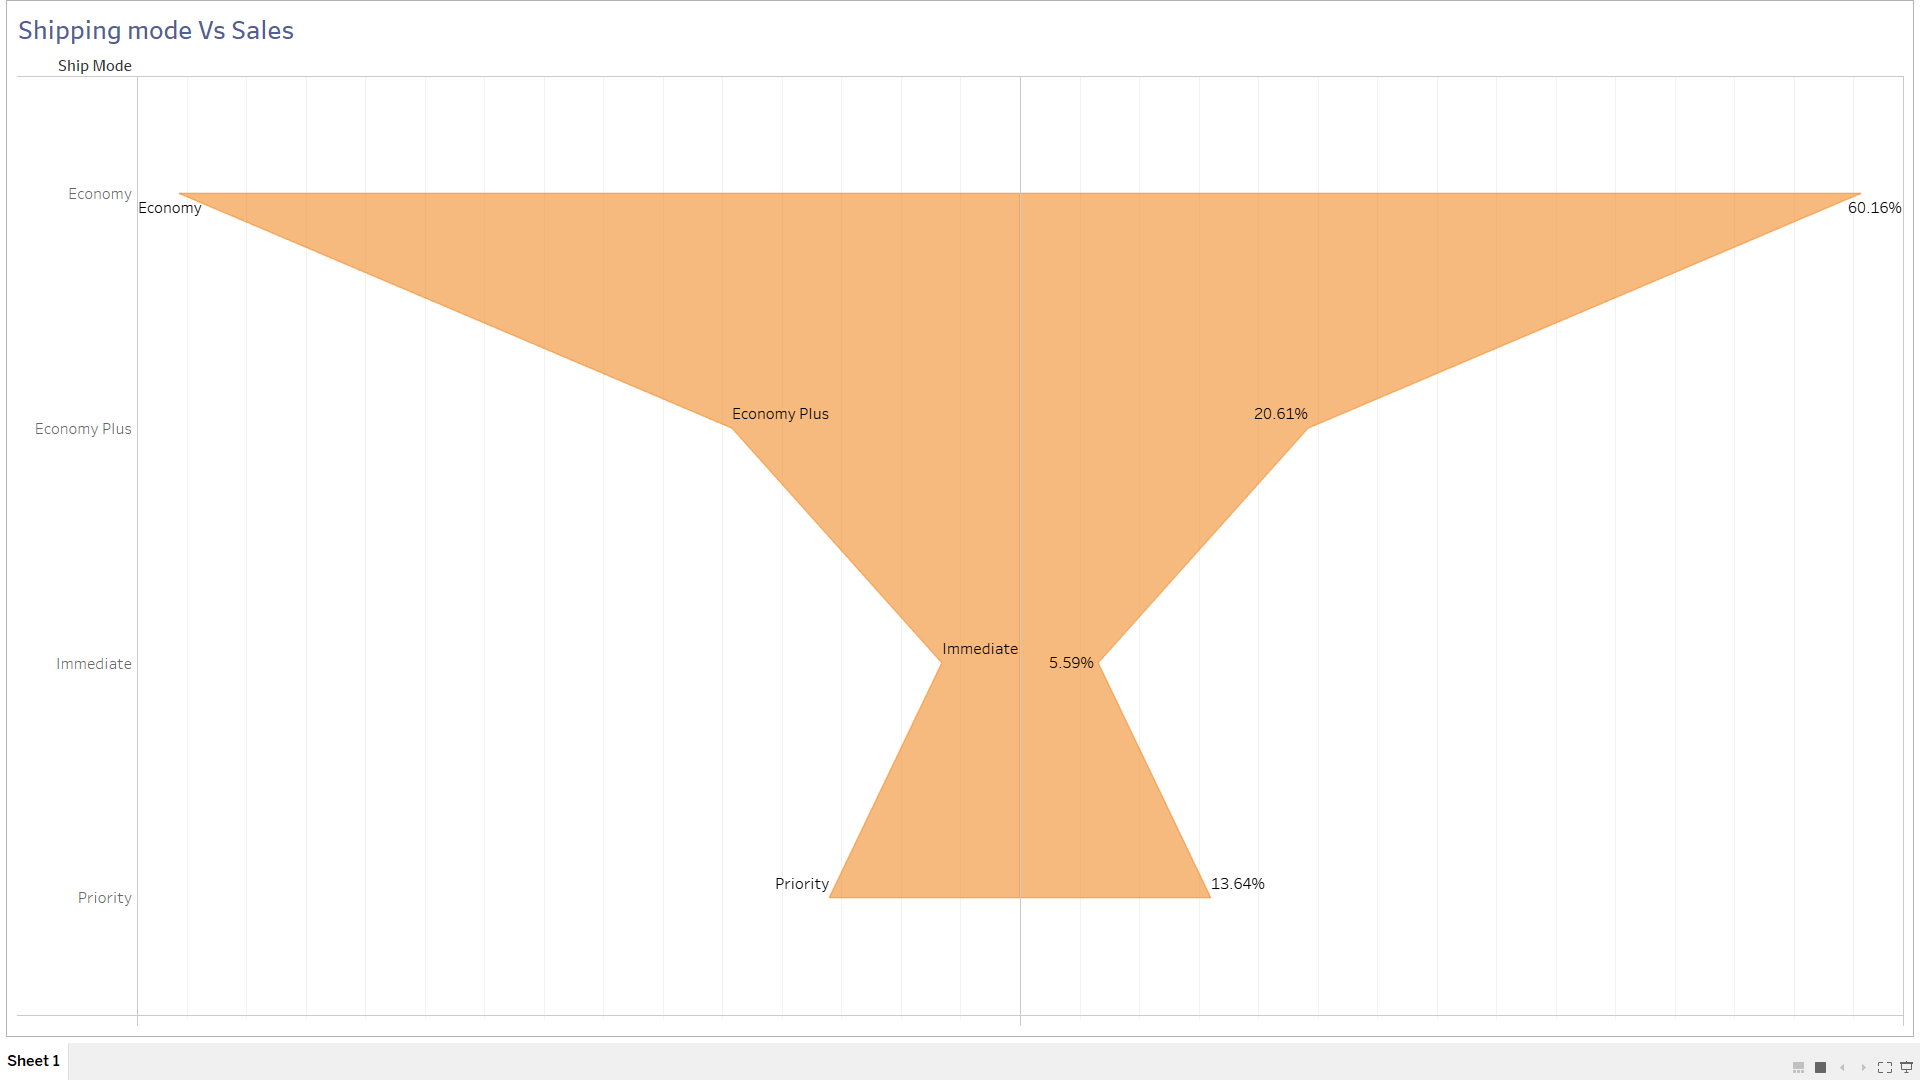 Shipping mode Vs Sales
Ship Mode
Economy
Economy
60.16%
Economy Plus
20.61%
Economy Plus
Immediate
5.59%
Immediate
Priority
13.64%
Priority
Sheet 1